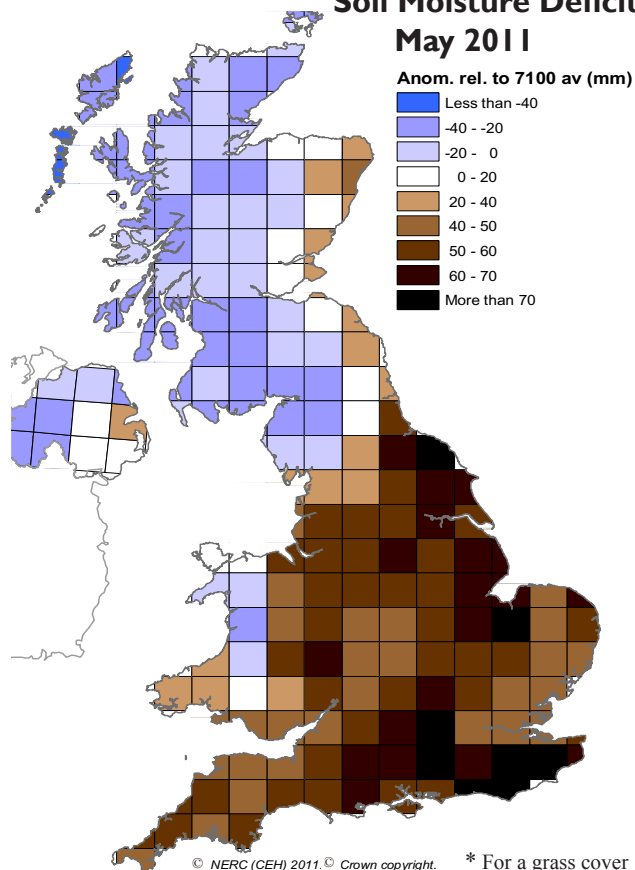 Soil Moisture Deficit
May 2011
Anom. rel. to 7100 av (mm)
Less than -40
-40 - -20
-20 - 0
0 - 20
20 - 40
40 - 50
50 - 60
60 - 70
More than 70
© NERC (CEH) 2011.© Crown copyright.
* For a grass cover